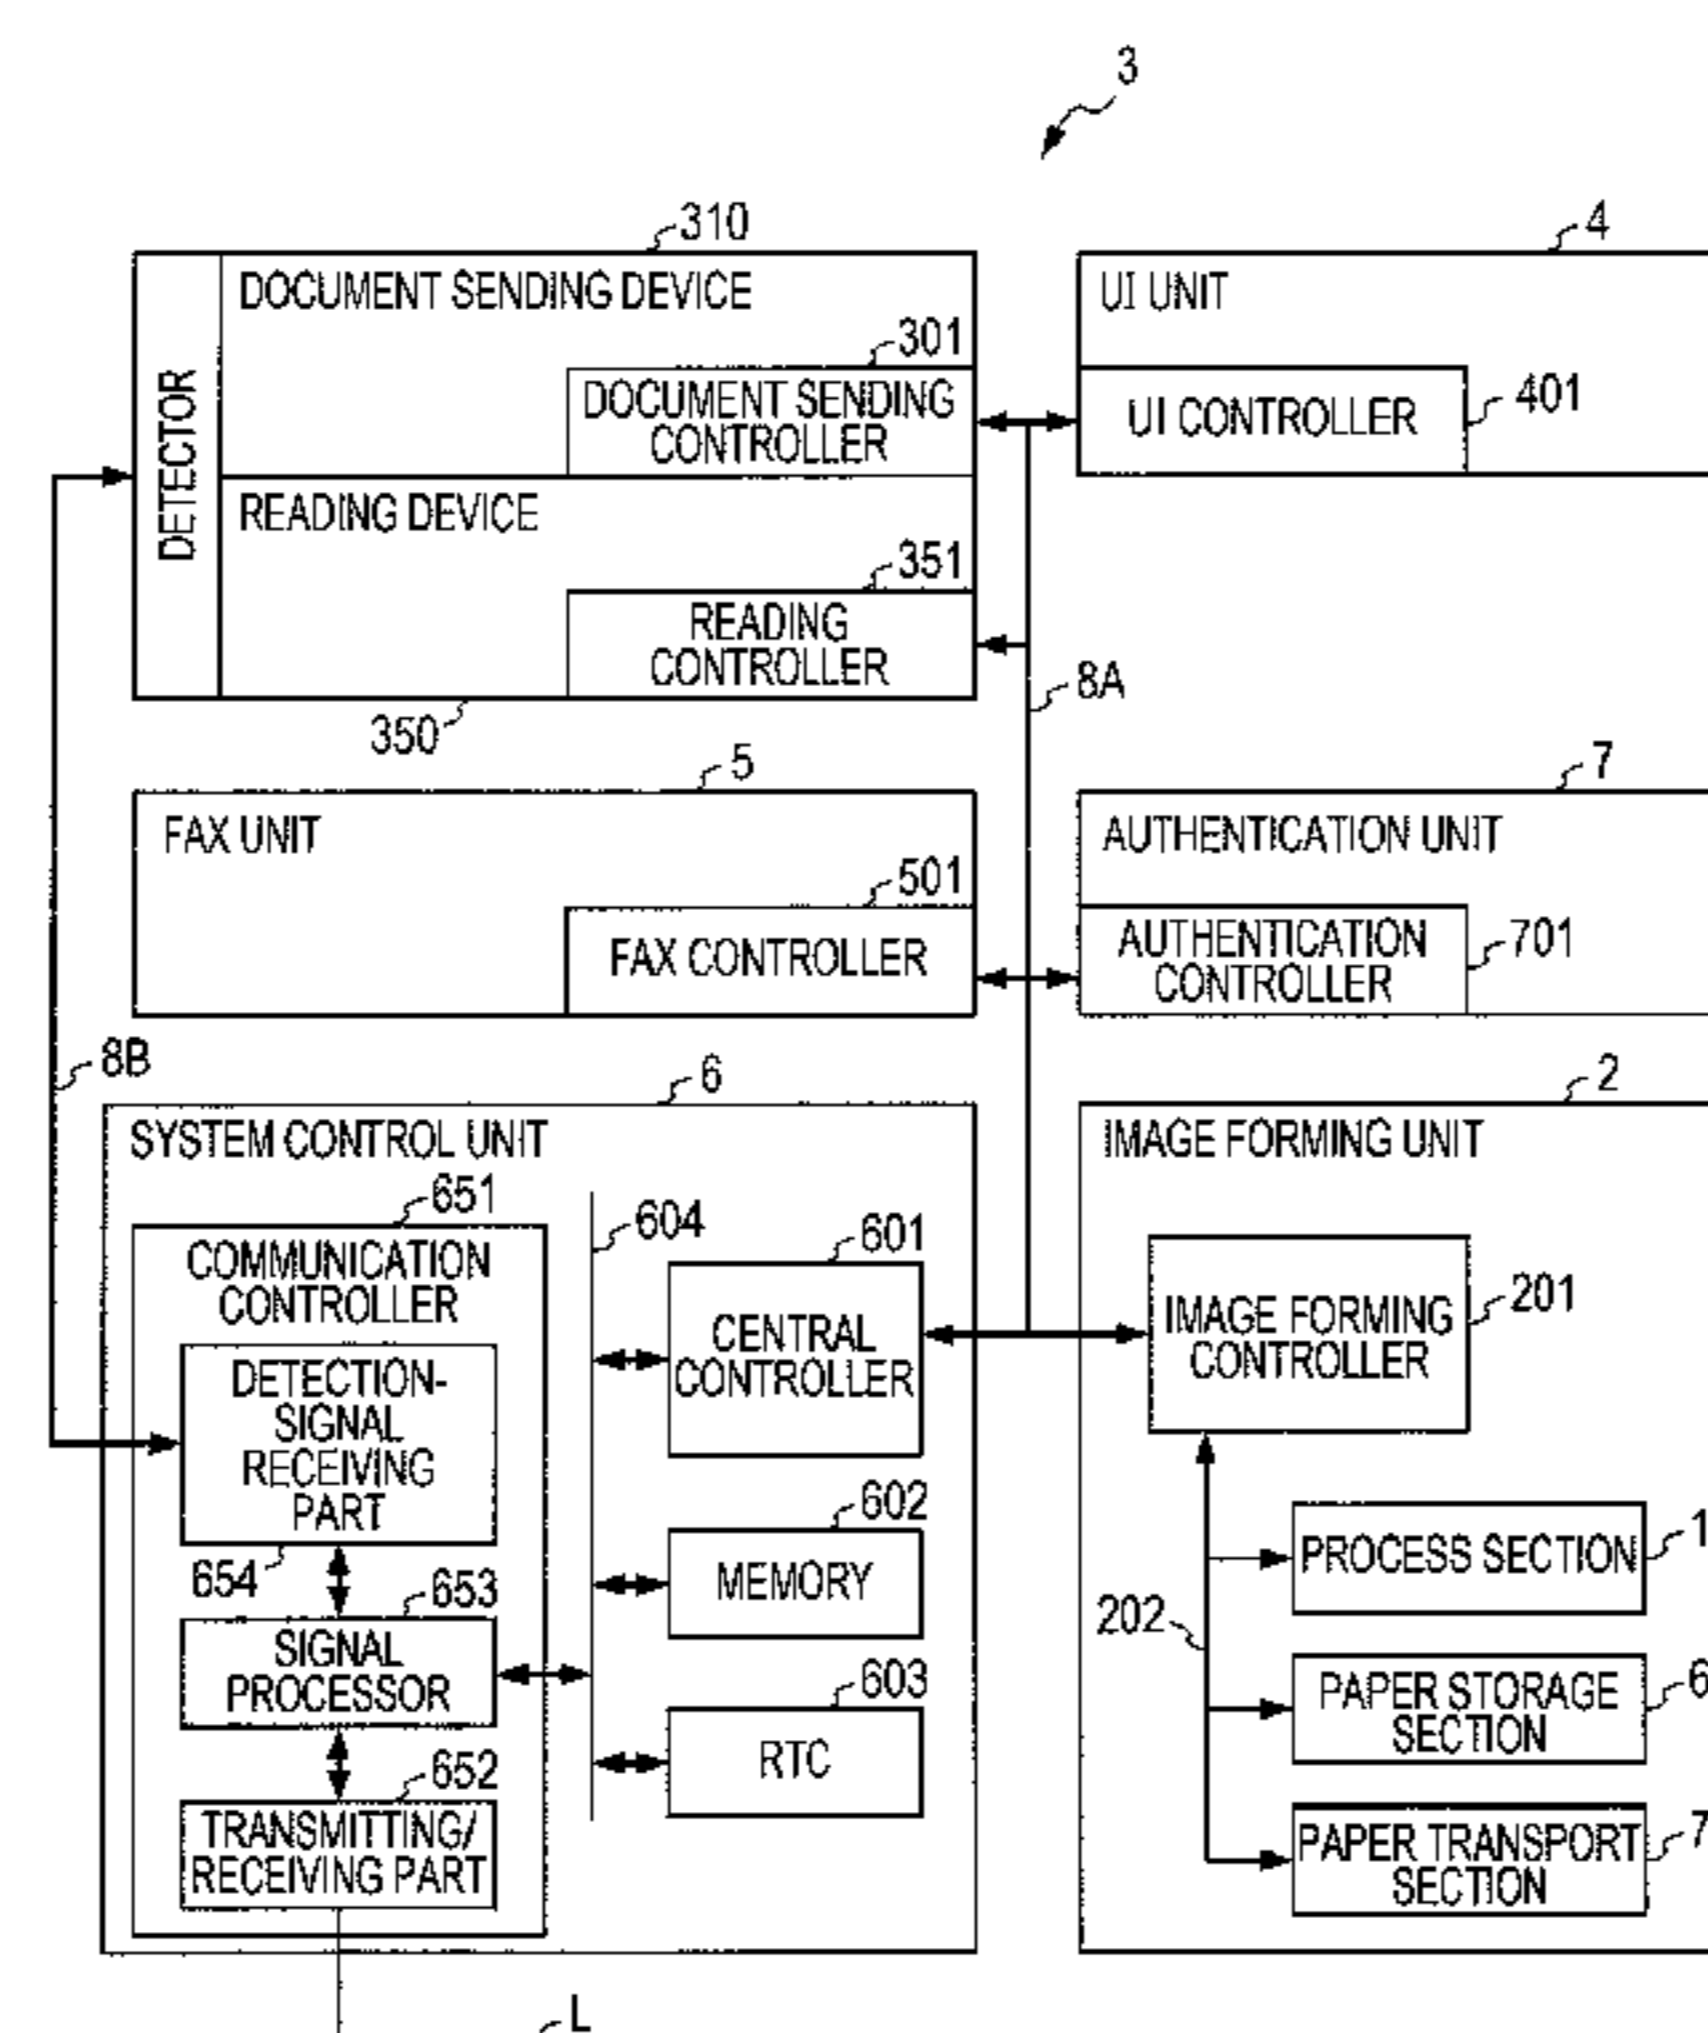 3
310
DOCUMENT SENDING DEVICE
301
DOCUMENT SENDING
CONTROLLER
DETECTOR
READING DEVICE
351
READING
CONTROLLER
350
4
UI UNIT
UI CONTROLLER
401
8A
5
FAX UNIT
501
FAX CONTROLLER
7
AUTHENTICATION UNIT
AUTHENTICATION
CONTROLLER
701
8B
6
SYSTEM CONTROL UNIT
651
COMMUNICATION
CONTROLLER
DETECTION-
SIGNAL
RECEIVING
PART
654
653
SIGNAL
PROCESSOR
652
TRANSMITTING/
RECEIVING PART
604
601
CENTRAL
CONTROLLER
602
MEMORY
603
RTC
2
IMAGE FORMING UNIT
IMAGE FORMING
CONTROLLER
201
202
PROCESS SECTION
PAPER STORAGE
SECTION
PAPER TRANSPORT
SECTION
L